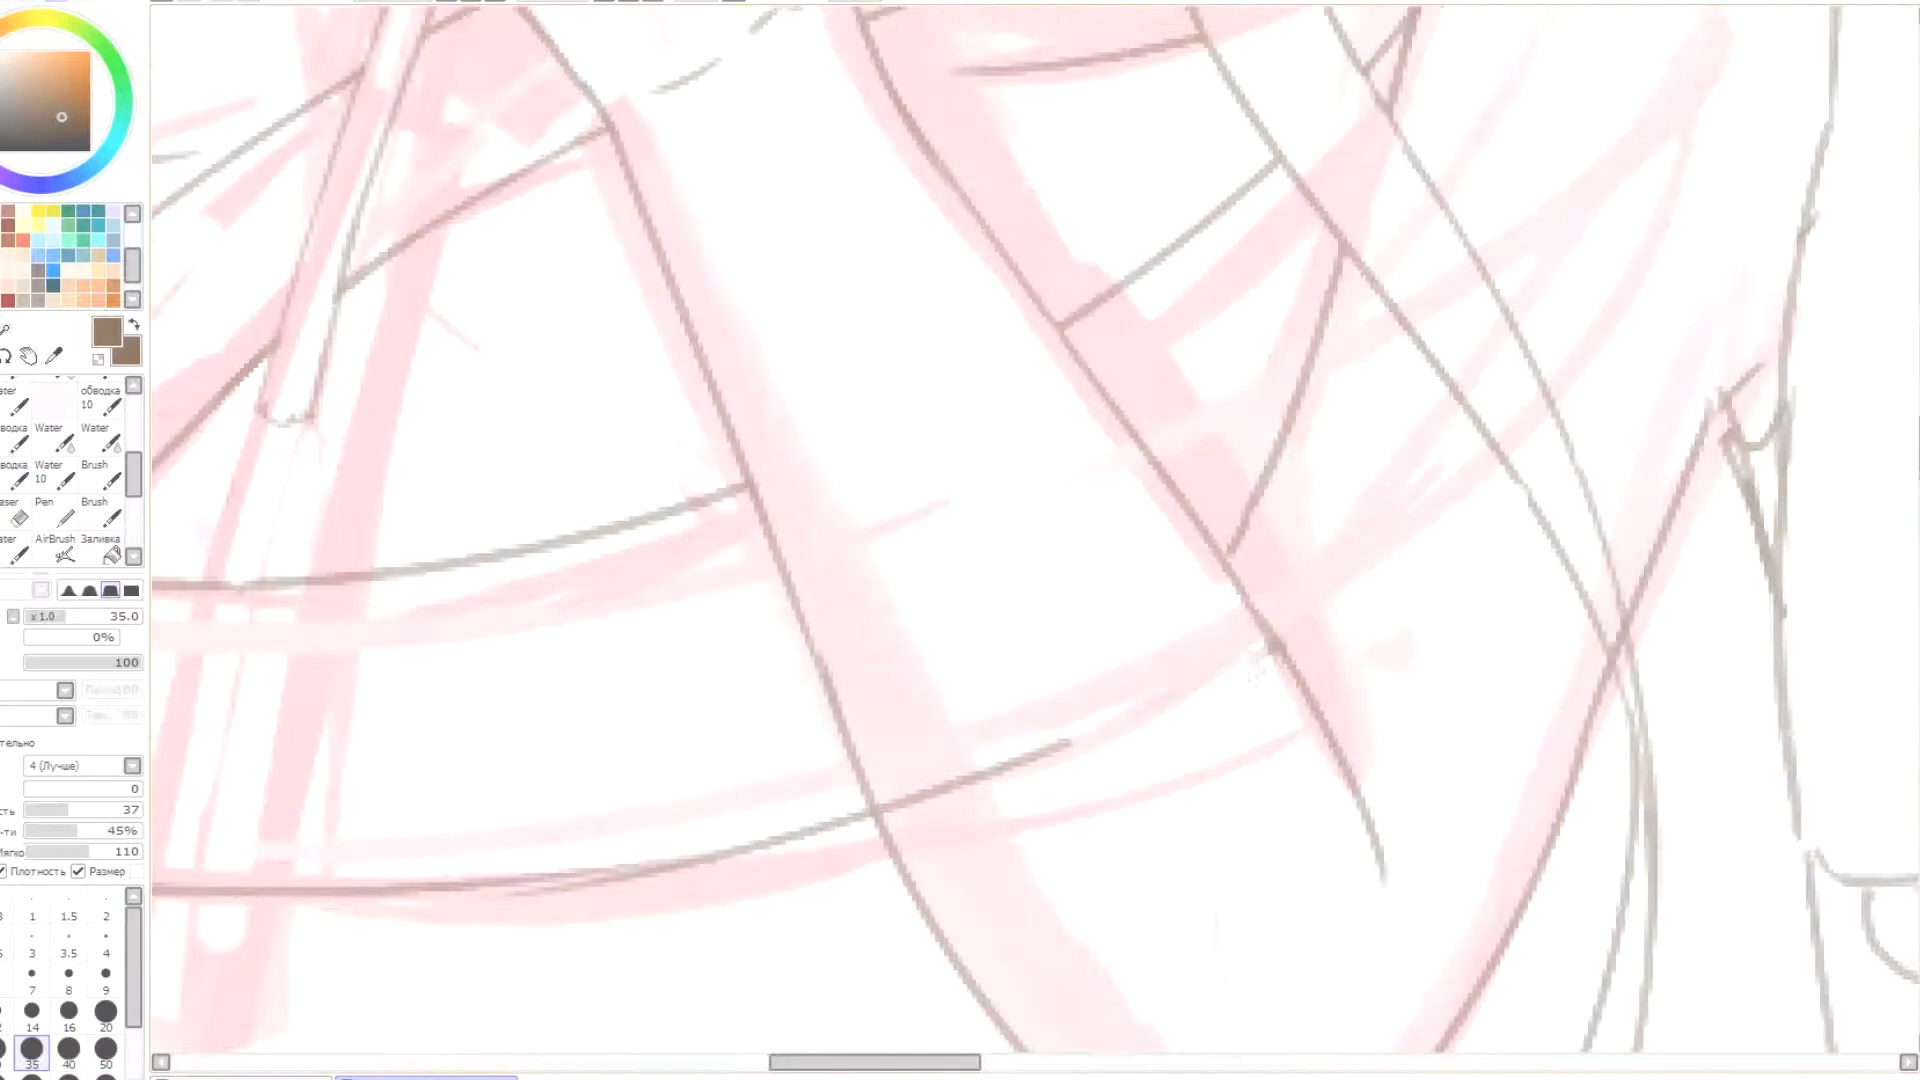 обводка
10
Water Water
Water Brush
10
Pen Brush
AirBrush Заливка
x 1.0 35.0
0%
100
4 (Лучше)
0
37
45%
110
Плотность Размер
1 1.5 2
3 3.5 4
7 8 9
14 16 20
35 40 50